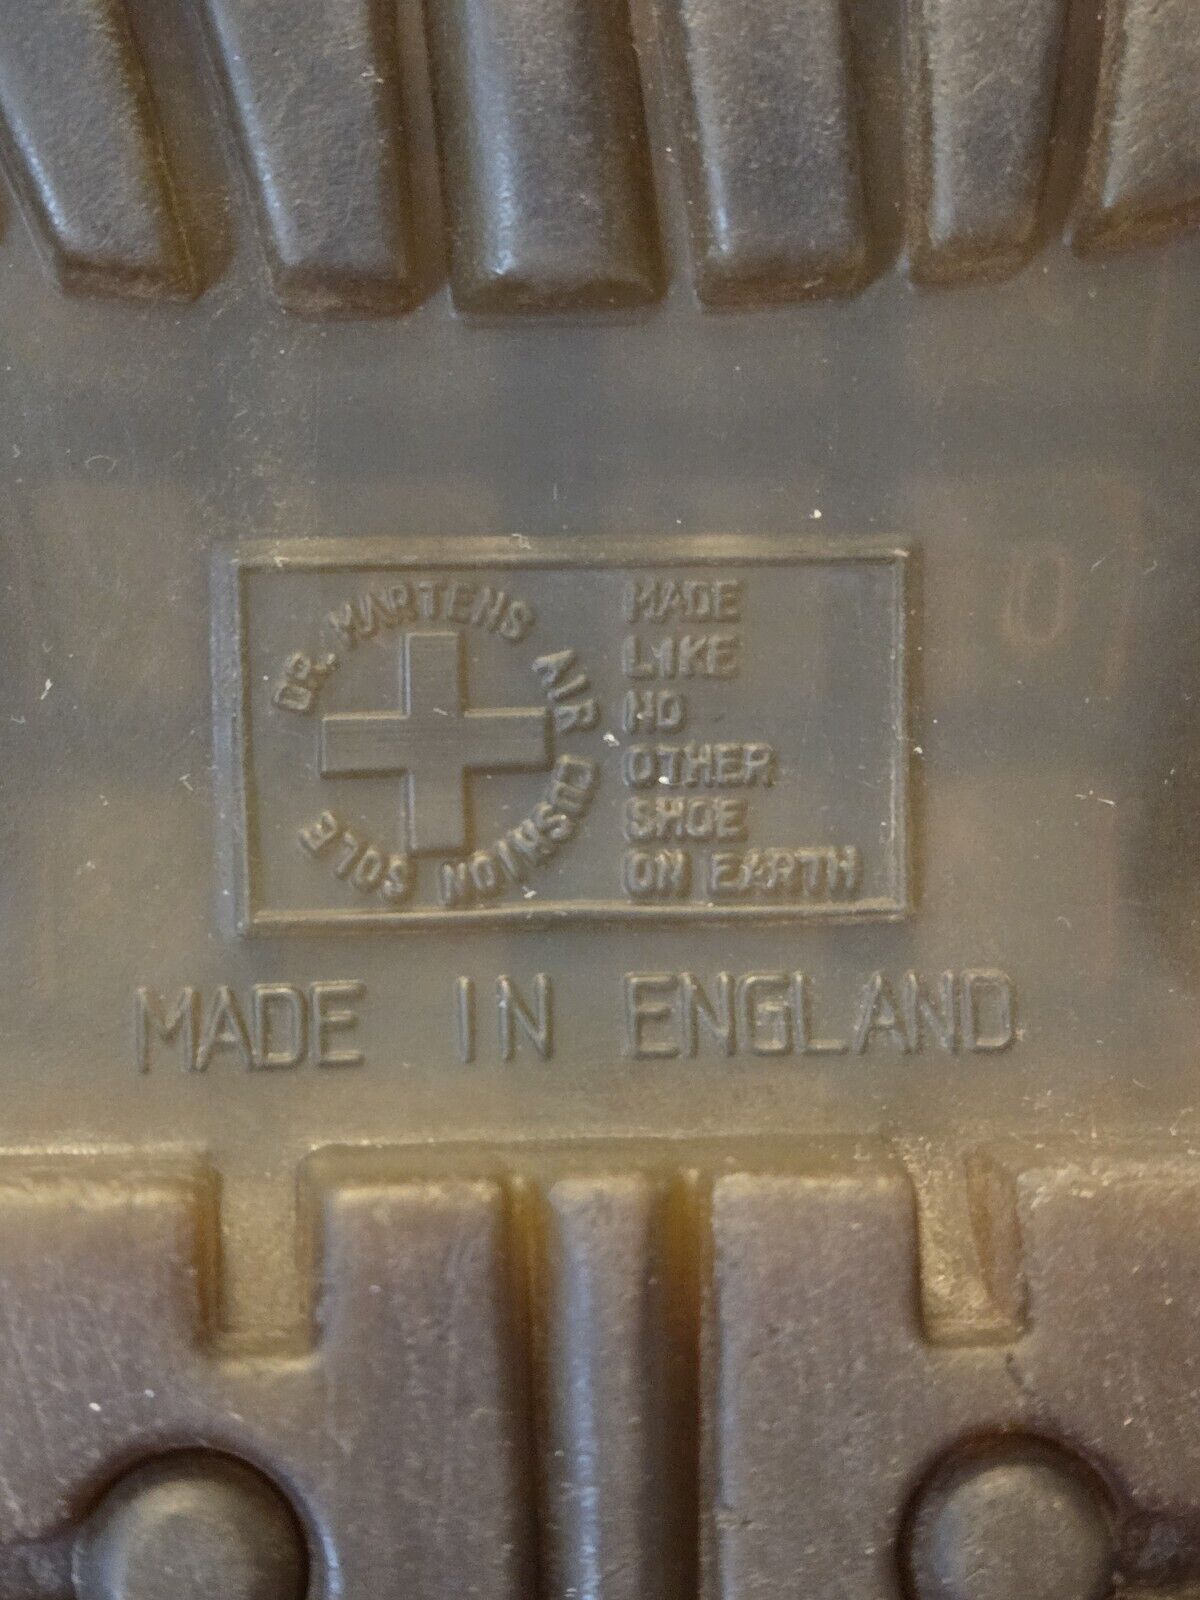 DR. MARTENS AIR CUSHION SOLE
MADE
LIKE
NO
OTHER
SHOE
ON EARTH
MADE IN ENGLAND